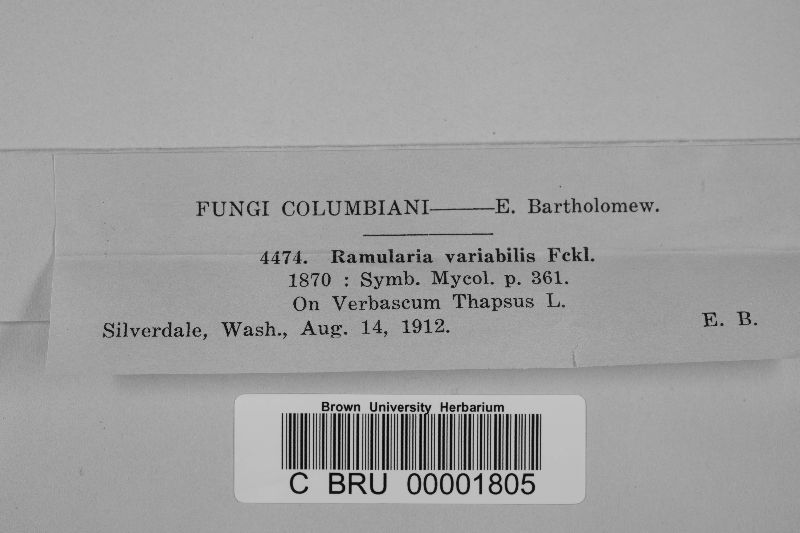 FUNGI COLUMBIANI——E. Bartholomew.
4474. Ramularia variabilis Fckl.
1870 : Symb. Mycol. p. 361.
On Verbascum Thapsus L.
Silverdale, Wash., Aug. 14, 1912. E. B.
Brown University Herbarium
C BRU 00001805